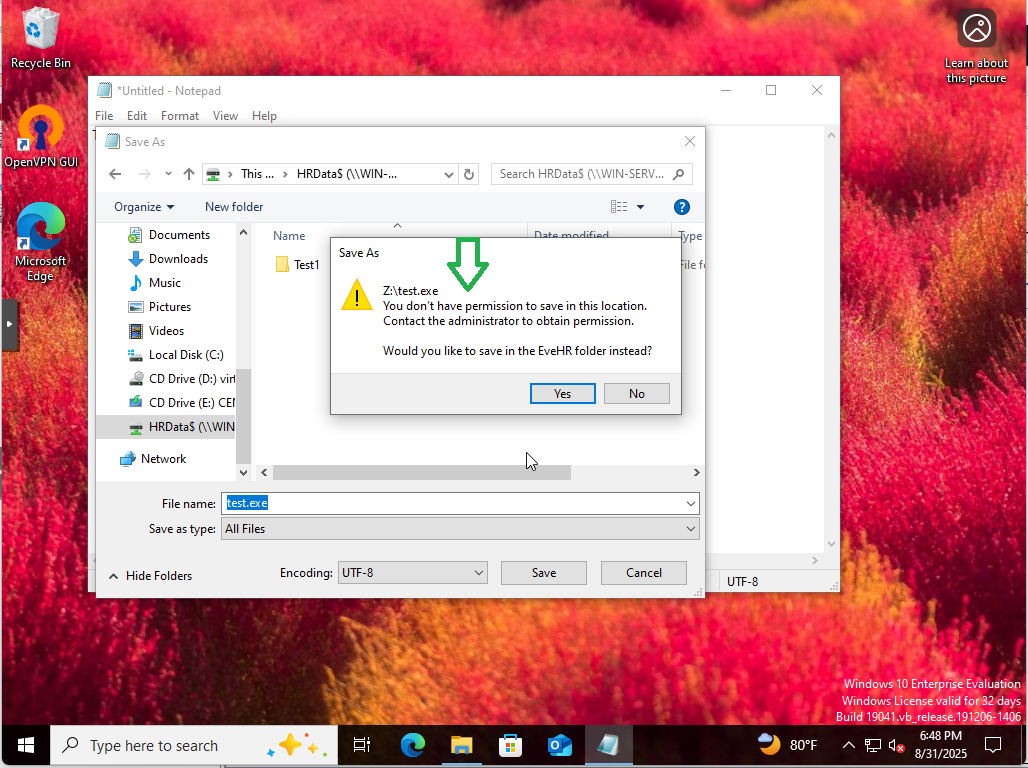 Recycle Bin
Learn about
this picture
OpenVPN GUI
Microsoft
Edge
*Untitled - Notepad
File Edit Format View Help
Save As
This ... HRData$ (\\WIN-...
Search HRData$ (\\WIN-SERV...
Organize New folder
Documents
Downloads
Music
Pictures
Videos
Local Disk (C:)
CD Drive (D:) virt
CD Drive (E:) CEN
HRData$ (\\WIN
Network
Name Date modified Type
Test1 File fo
Save As
Z:\test.exe
You don't have permission to save in this location.
Contact the administrator to obtain permission.
Would you like to save in the EveHR folder instead?
Yes No
File name: test.exe
Save as type: All Files
Hide Folders Encoding: UTF-8 Save Cancel
UTF-8
Windows 10 Enterprise Evaluation
Windows License valid for 32 days
Build 19041.vb_release.191206-1406
Type here to search
80°F
6:48 PM
8/31/2025